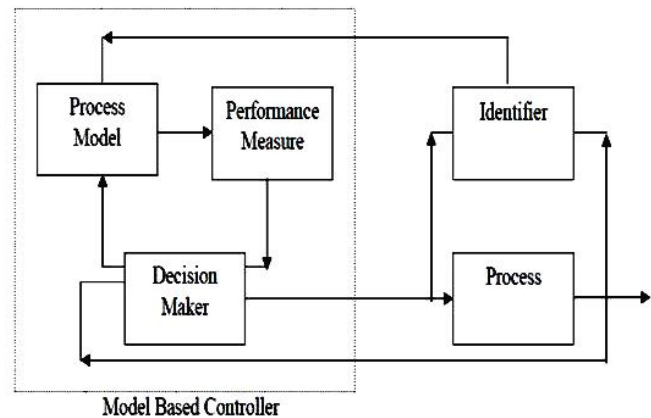 Process
Model
Performance
Measure
Identifier
Decision
Maker
Process
Model Based Controller